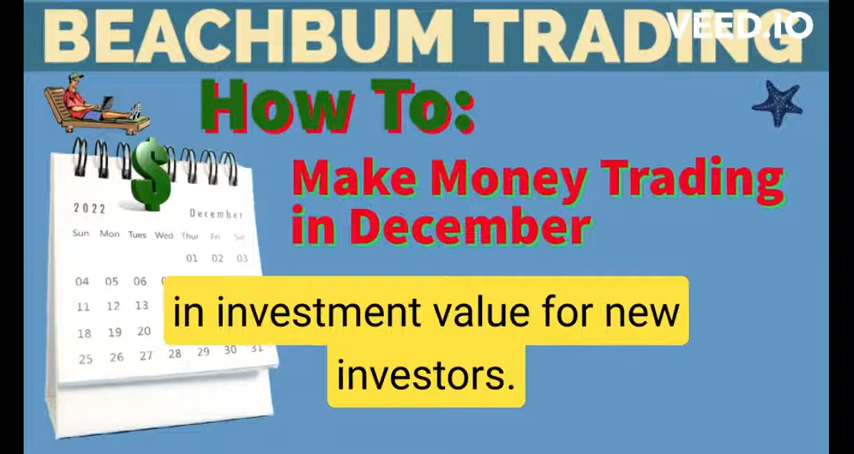 BEACHBUM TRADING
VEED.IO
How To:
Make Money Trading
in December
$
2022 December
Sun Mon Tues Wed Thur Fri Sat
01 02 03
04 05 06
11 12 13
18 19 20
25 26 27 28 29 30 31
in investment value for new
investors.